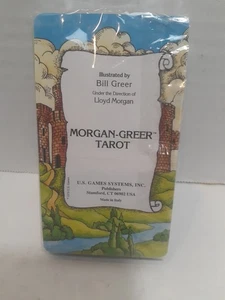 Illustrated by
Bill Greer
Under the Direction of
Lloyd Morgan
MORGAN-GREER™
TAROT
U.S. GAMES SYSTEMS, INC.
Publishers
Stamford, CT 06902 USA
Made in Italy